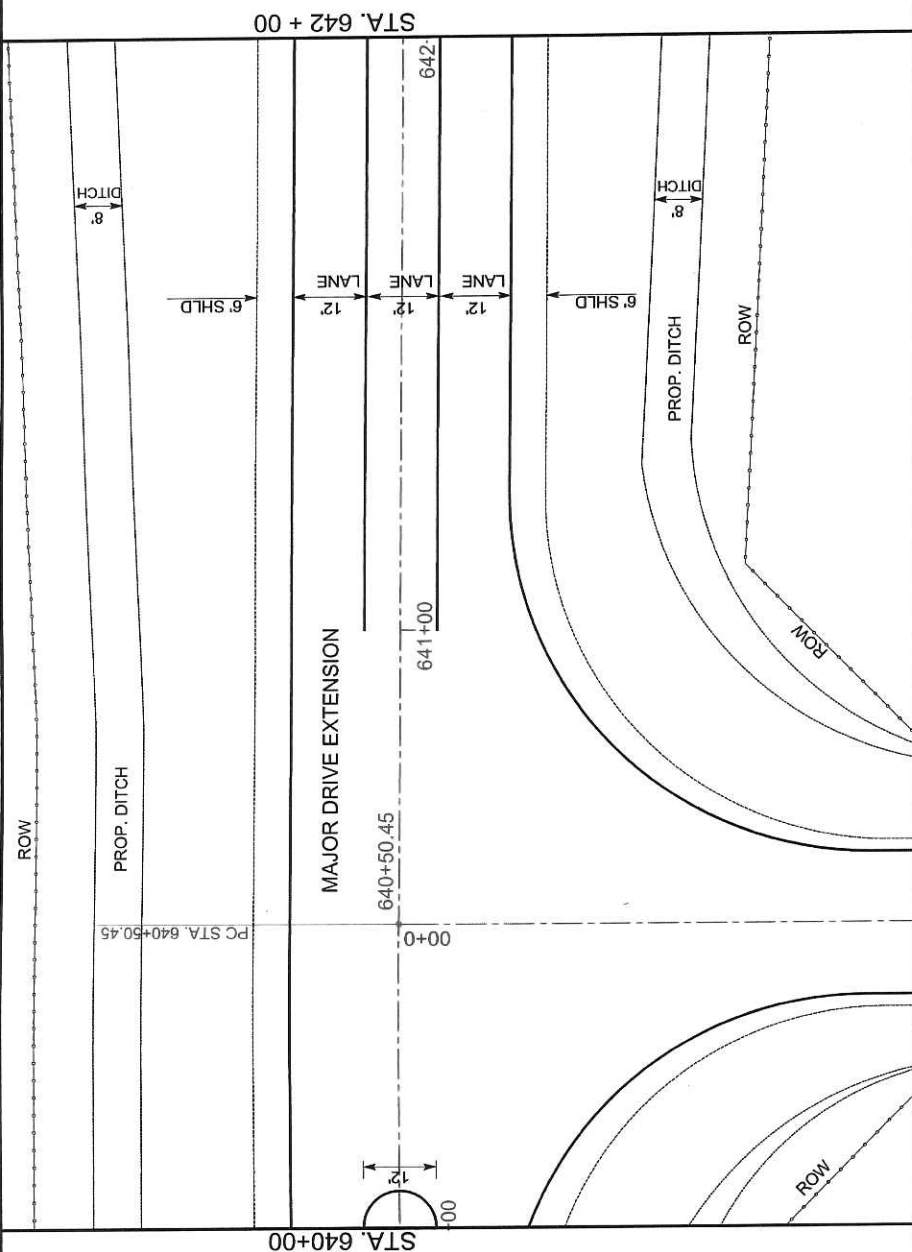 STA. 642 + 00
642
ROW
8'
DITCH
8'
DITCH
6' SHLD
12'
LANE
12'
LANE
12'
LANE
6' SHLD
PROP. DITCH
ROW
MAJOR DRIVE EXTENSION
641+00
ROW
PROP. DITCH
640+50.45
PC STA. 640+50.45
0+00
12'
00
ROW
STA. 640+00